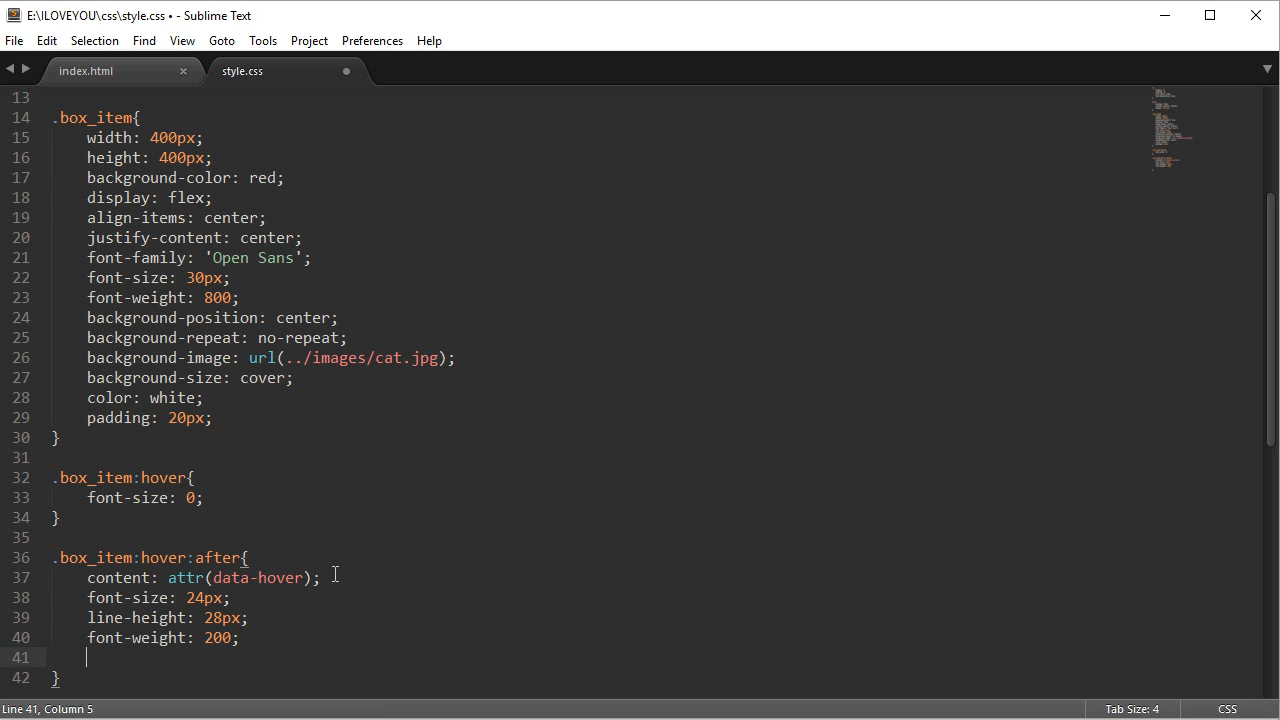 E:\ILOVEYOU\css\style.css • - Sublime Text
File Edit Selection Find View Goto Tools Project Preferences Help
index.html × style.css
13
14 .box_item{
15 width: 400px;
16 height: 400px;
17 background-color: red;
18 display: flex;
19 align-items: center;
20 justify-content: center;
21 font-family: 'Open Sans';
22 font-size: 30px;
23 font-weight: 800;
24 background-position: center;
25 background-repeat: no-repeat;
26 background-image: url(../images/cat.jpg);
27 background-size: cover;
28 color: white;
29 padding: 20px;
30 }
31
32 .box_item:hover{
33 font-size: 0;
34 }
35
36 .box_item:hover:after{
37 content: attr(data-hover);
38 font-size: 24px;
39 line-height: 28px;
40 font-weight: 200;
41
42 }
Line 41, Column 5 Tab Size: 4 CSS